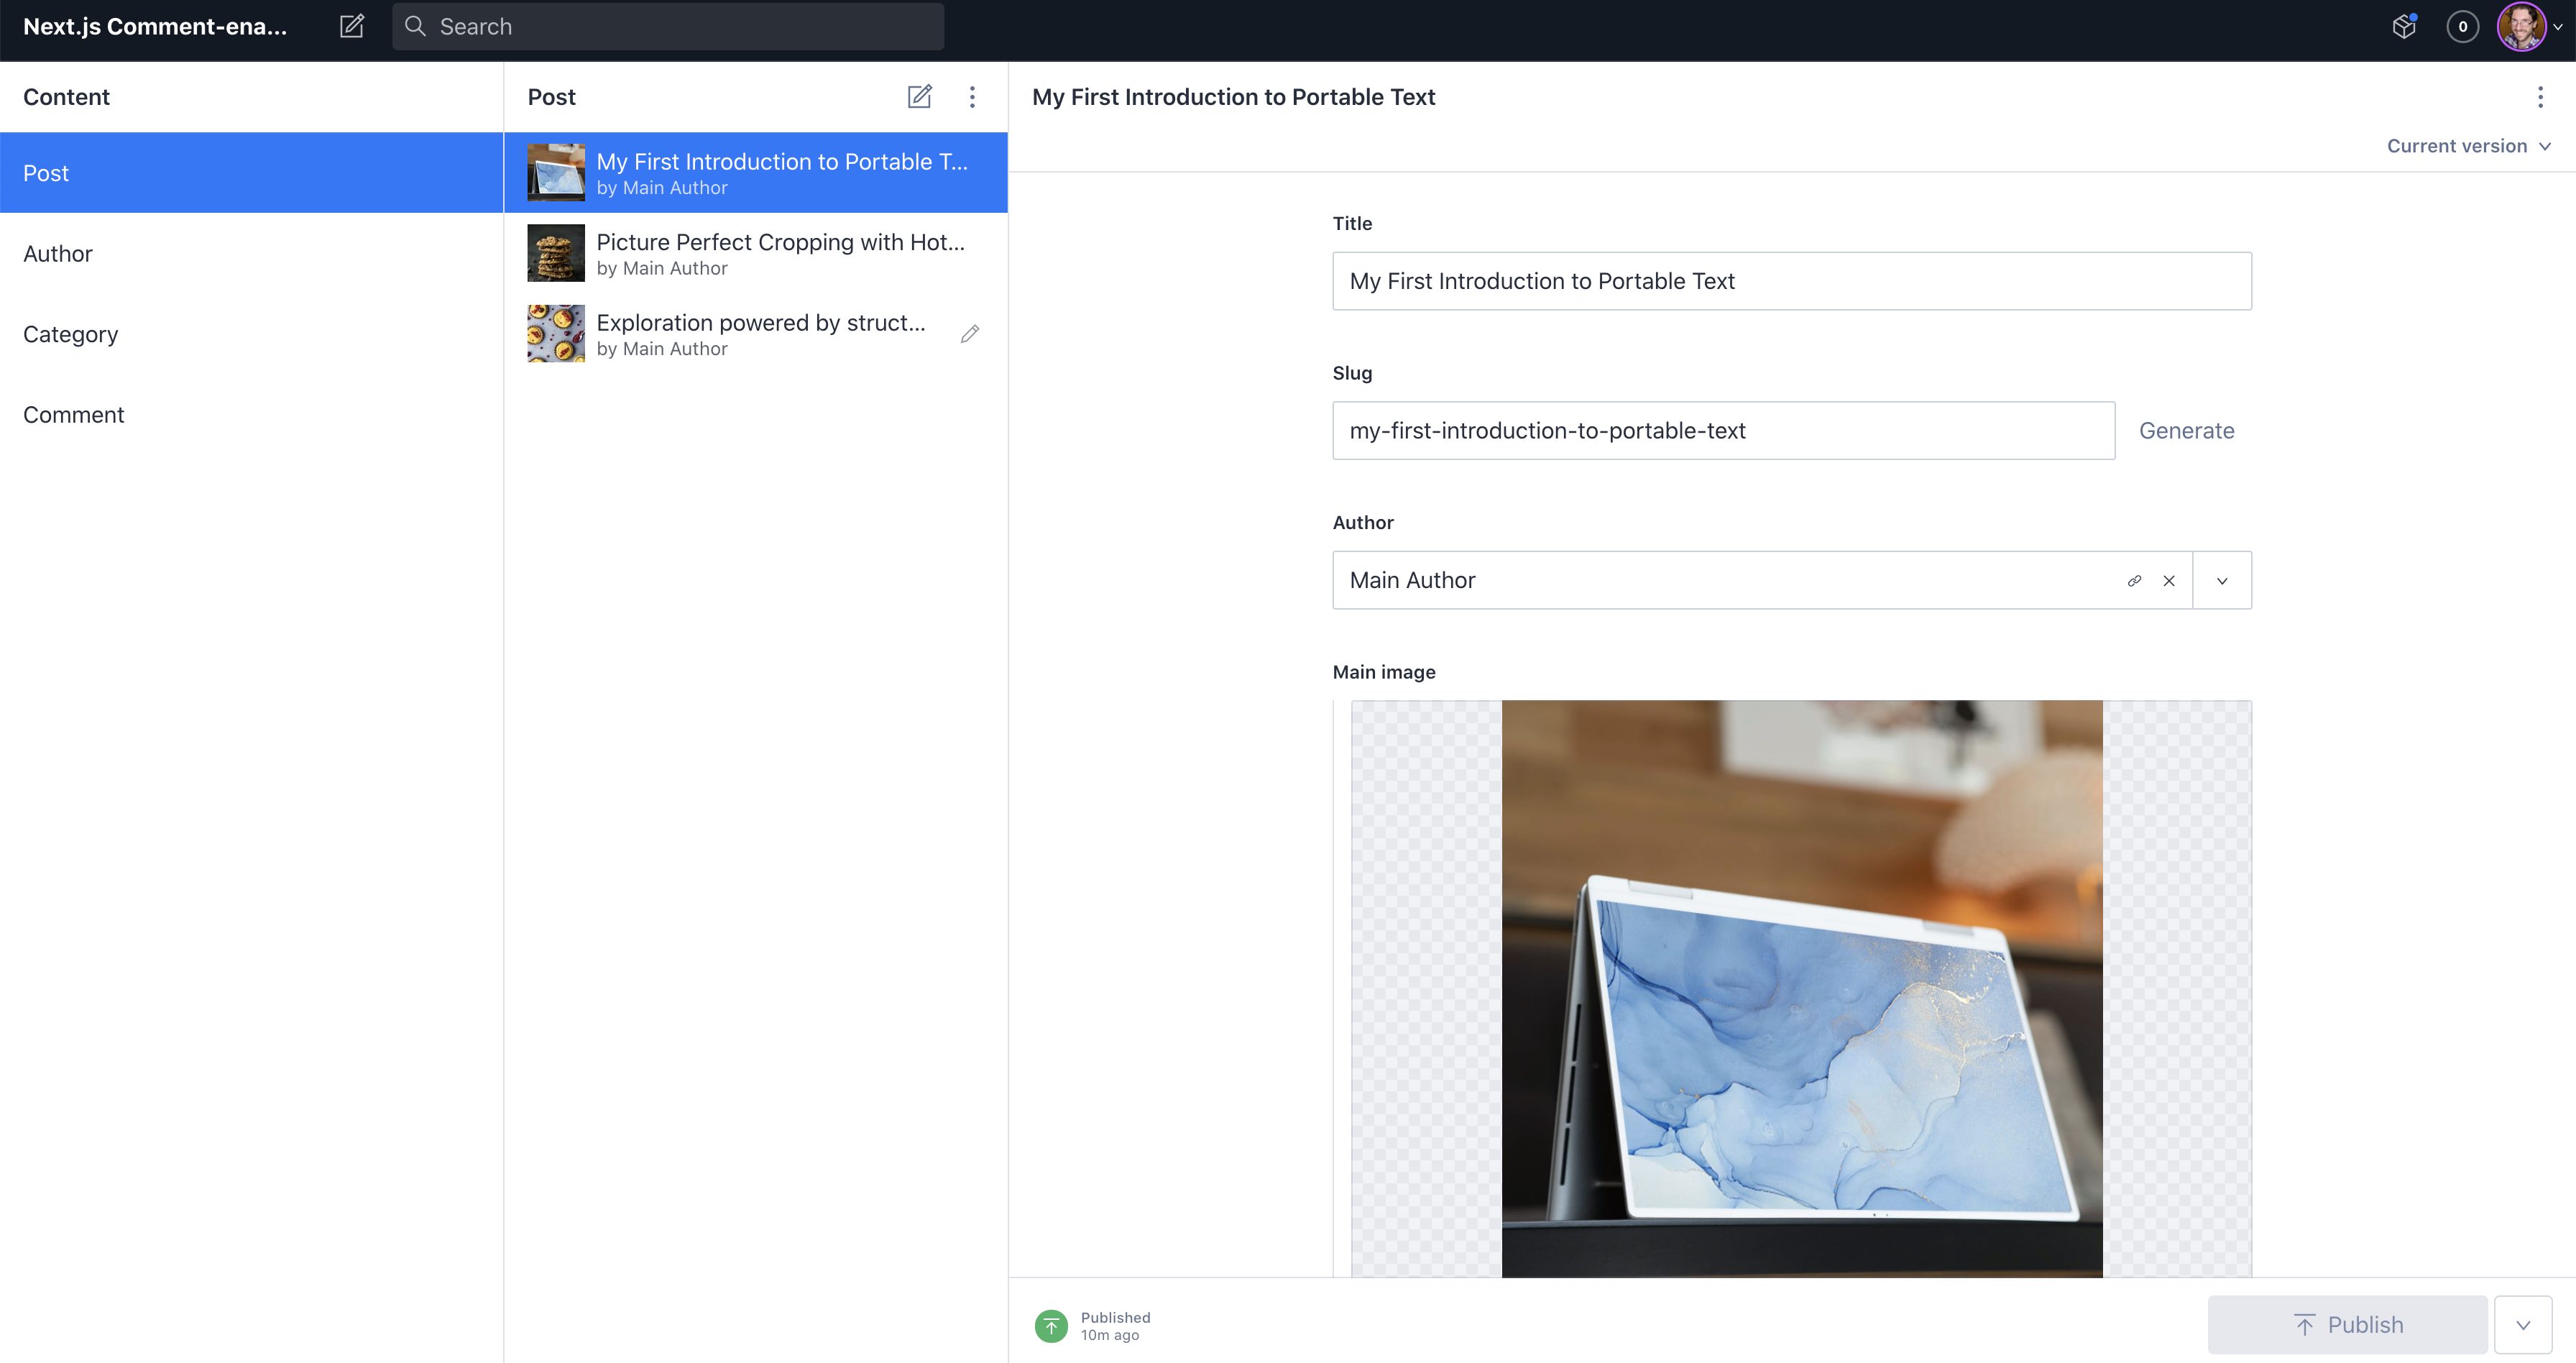 Next.js Comment-ena...
Search
0
Content
Post
Author
Category
Comment
Post
My First Introduction to Portable T...
by Main Author
Picture Perfect Cropping with Hot...
by Main Author
Exploration powered by struct...
by Main Author
My First Introduction to Portable Text
Current version
Title
My First Introduction to Portable Text
Slug
my-first-introduction-to-portable-text
Generate
Author
Main Author
Main image
Published
10m ago
Publish